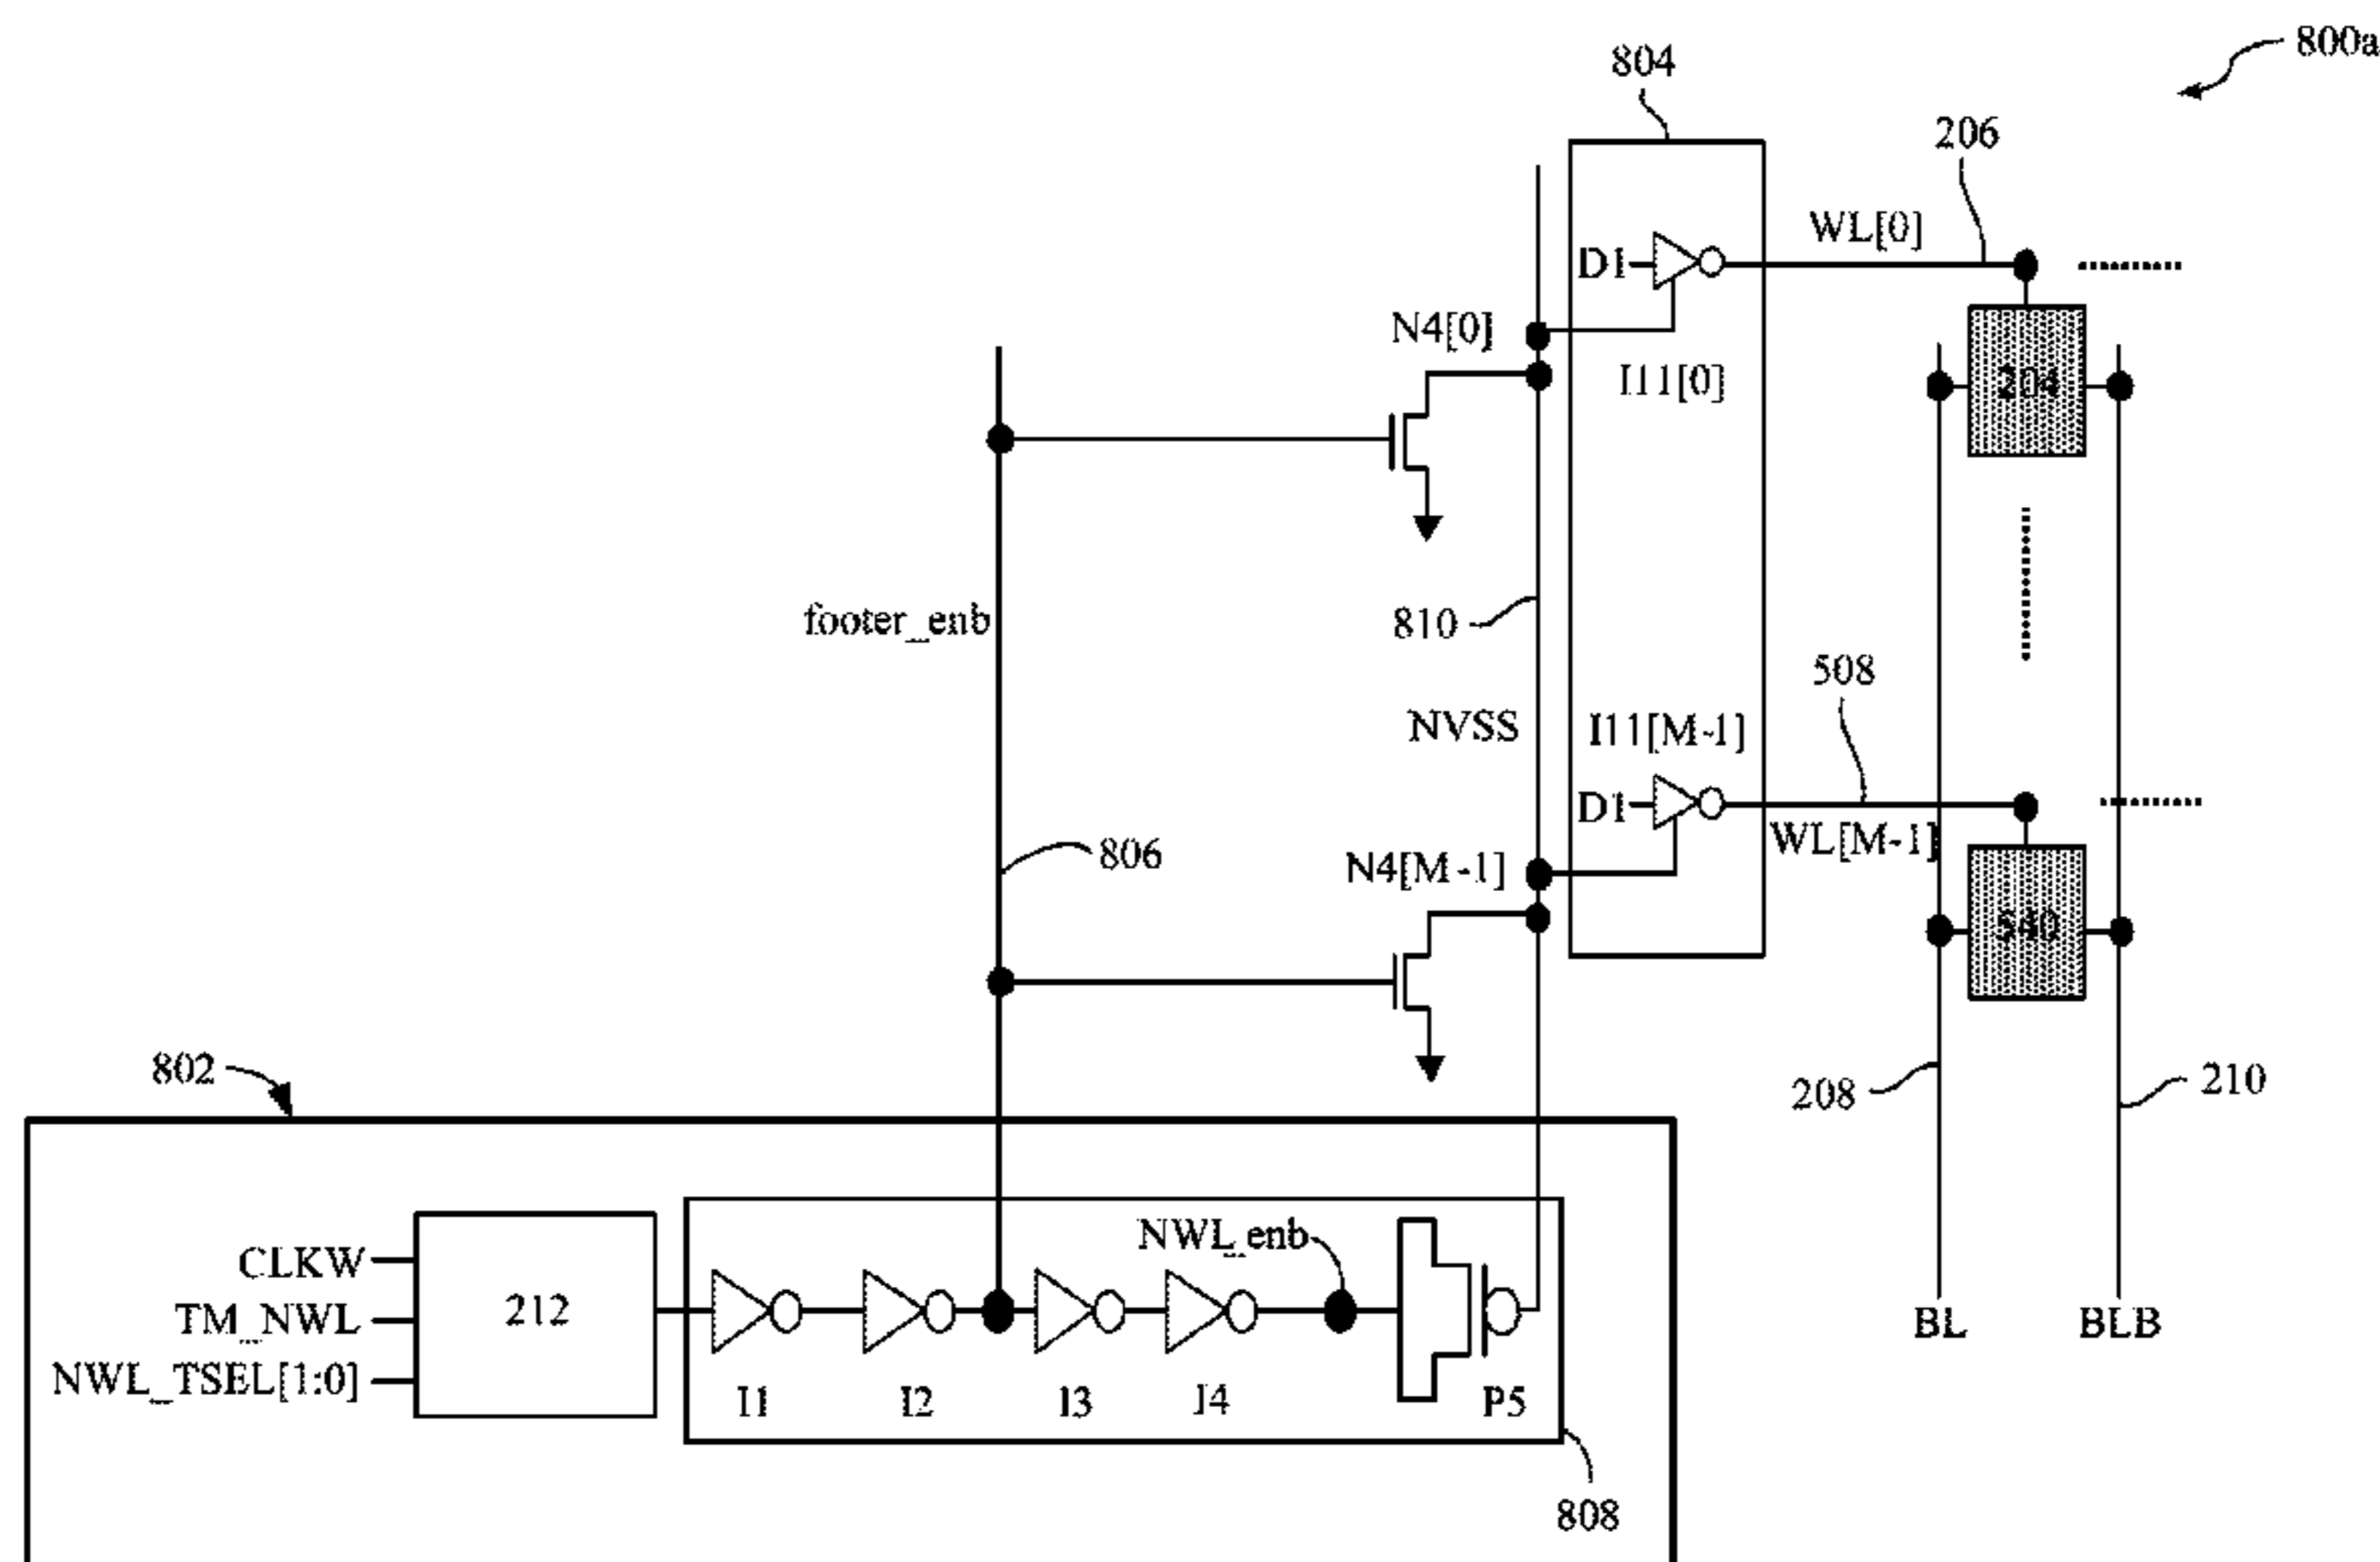 800a
804
206
WL[0]
D1
N4[0]
I11[0]
204
footer_enb
810
508
NVSS
I11[M-1]
D1
WL[M-1]
806
N4[M-1]
540
802
208
210
NWL_enb
CLKW
TM_NWL
212
NWL_TSEL[1:0]
BL
BLB
I1
I2
I3
I4
P5
808